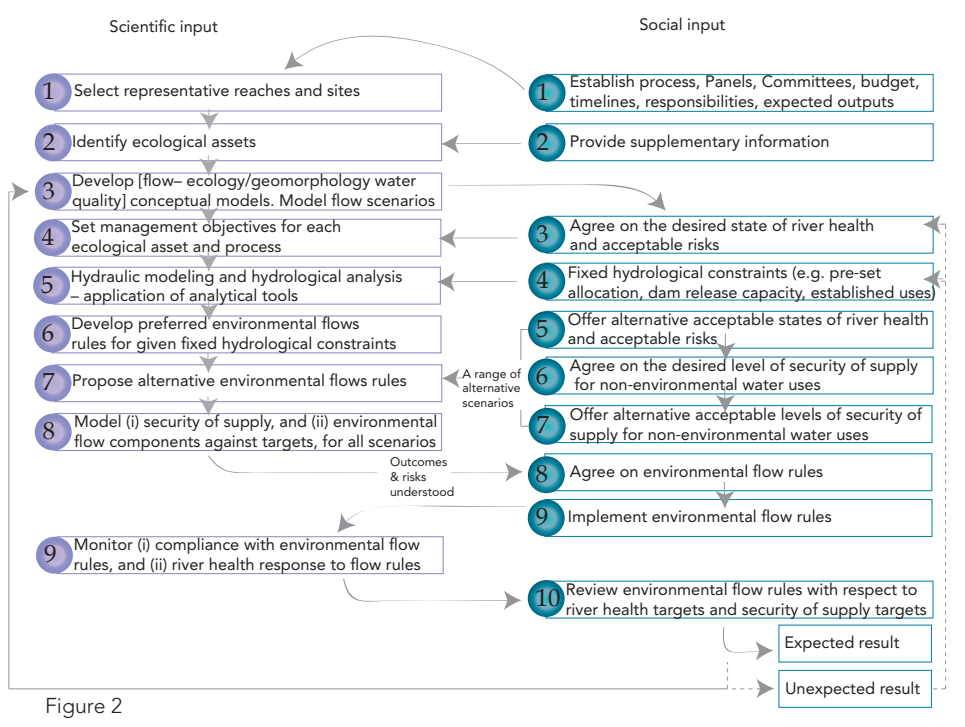 Scientific input
Social input
1 Select representative reaches and sites
2 Identify ecological assets
3 Develop [flow– ecology/geomorphology water
quality] conceptual models. Model flow scenarios
4 Set management objectives for each
ecological asset and process
5 Hydraulic modeling and hydrological analysis
– application of analytical tools
6 Develop preferred environmental flows
rules for given fixed hydrological constraints
7 Propose alternative environmental flows rules
8 Model (i) security of supply, and (ii) environmental
flow components against targets, for all scenarios
9 Monitor (i) compliance with environmental flow
rules, and (ii) river health response to flow rules
1 Establish process, Panels, Committees, budget,
timelines, responsibilities, expected outputs
2 Provide supplementary information
3 Agree on the desired state of river health
and acceptable risks
4 Fixed hydrological constraints (e.g. pre-set
allocation, dam release capacity, established uses)
5 Offer alternative acceptable states of river health
and acceptable risks
6 Agree on the desired level of security of supply
for non-environmental water uses
7 Offer alternative acceptable levels of security of
supply for non-environmental water uses
A range of
alternative
scenarios
8 Agree on environmental flow rules
Outcomes
& risks
understood
9 Implement environmental flow rules
10 Review environmental flow rules with respect to
river health targets and security of supply targets
Expected result
Unexpected result
Figure 2